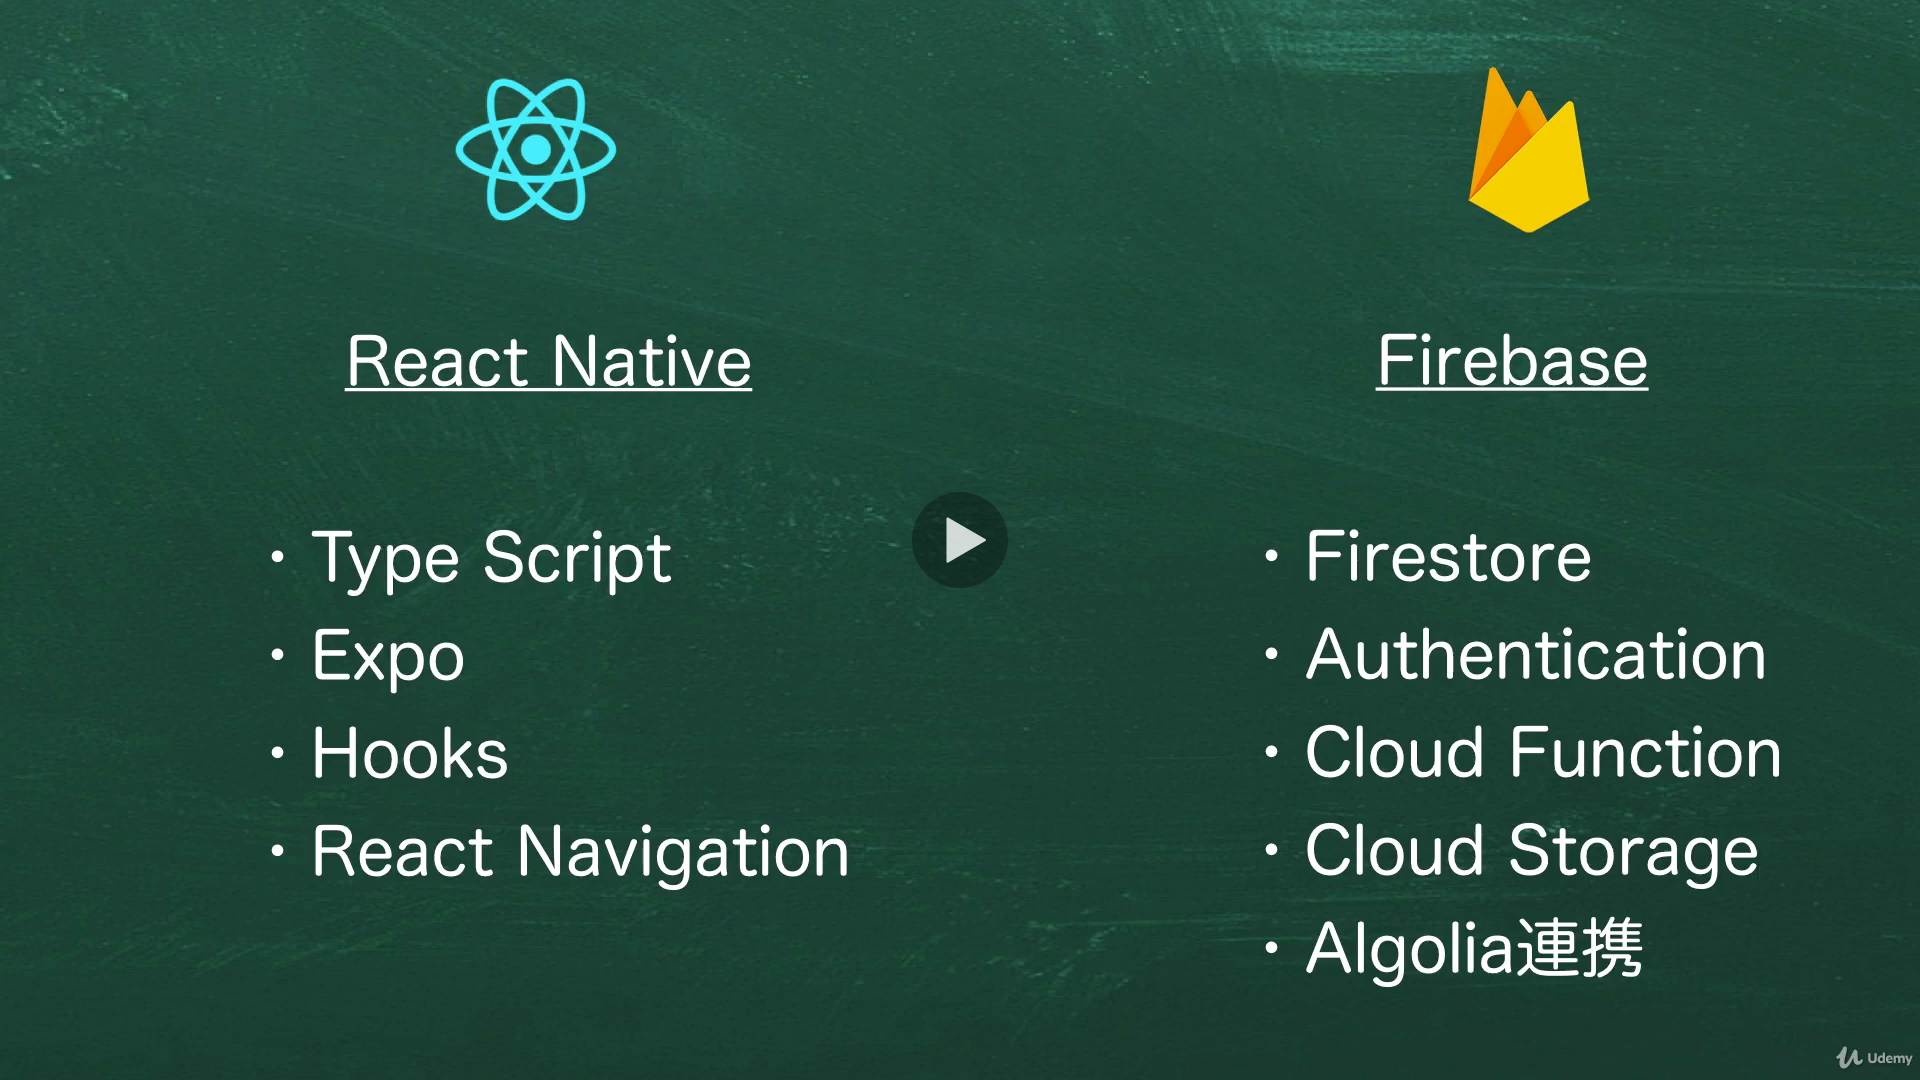 React Native
・Type Script
・Expo
・Hooks
・React Navigation
Firebase
・Firestore
・Authentication
・Cloud Function
・Cloud Storage
・Algolia連携
Udemy